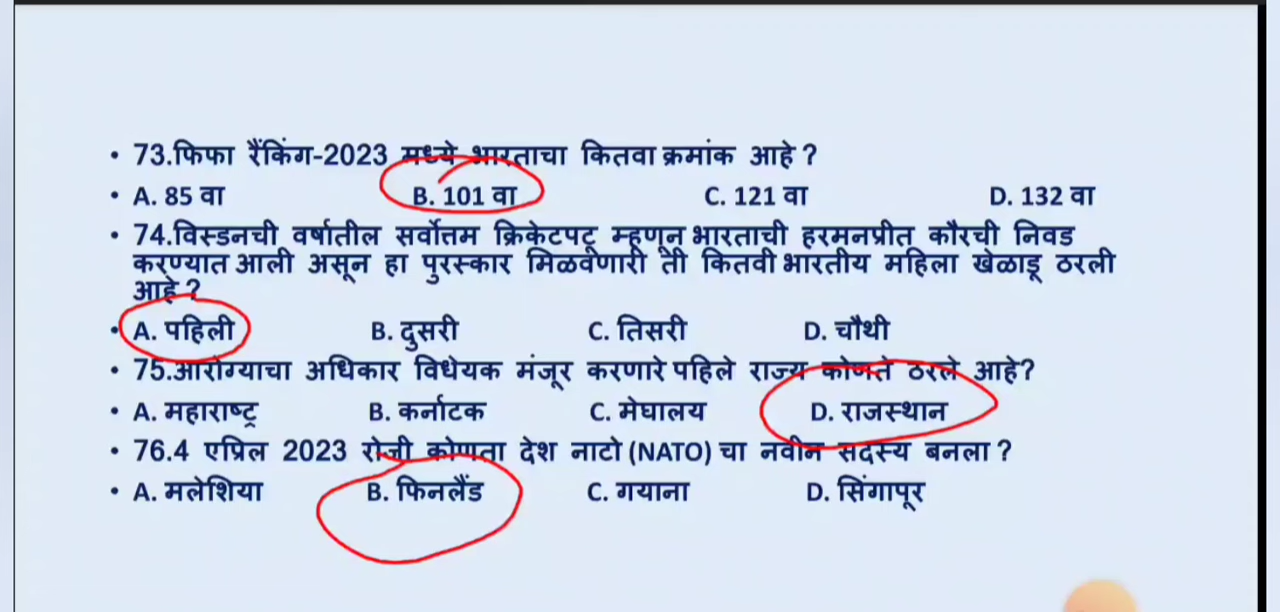 • 73.फिफा रैंकिंग-2023 मध्ये भारताचा कितवा क्रमांक आहे ?
• A. 85 वा B. 101 वा C. 121 वा D. 132 वा
• 74.विस्डनची वर्षातील सर्वोत्तम क्रिकेटपटू म्हणून भारताची हरमनप्रीत कौरची निवड
करण्यात आली असून हा पुरस्कार मिळवणारी ती कितवी भारतीय महिला खेळाडू ठरली
आहे ?
• A. पहिली B. दुसरी C. तिसरी D. चौथी
• 75.आरोग्याचा अधिकार विधेयक मंजूर करणारे पहिले राज्य कोणते ठरले आहे?
• A. महाराष्ट्र B. कर्नाटक C. मेघालय D. राजस्थान
• 76.4 एप्रिल 2023 रोजी कोणता देश नाटो (NATO) चा नवीन सदस्य बनला ?
• A. मलेशिया B. फिनलैंड C. गयाना D. सिंगापूर